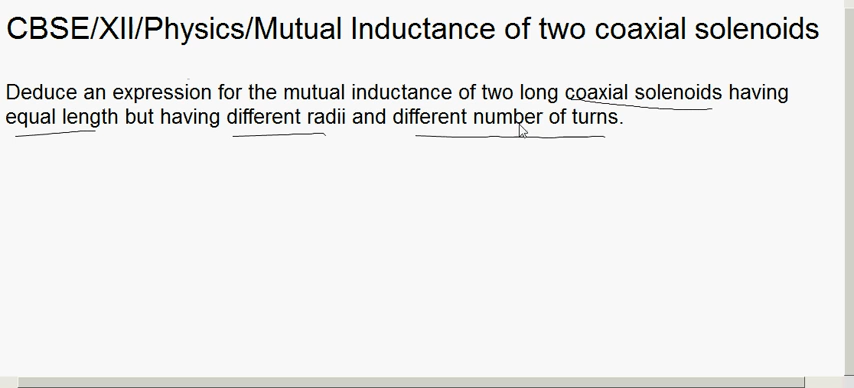 CBSE/XII/Physics/Mutual Inductance of two coaxial solenoids
Deduce an expression for the mutual inductance of two long coaxial solenoids having
equal length but having different radii and different number of turns.